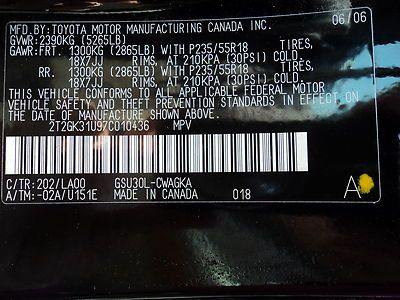 MFD.BY:TOYOTA MOTOR MANUFACTURING CANADA INC. 06/06
GVWR:2390KG (5265LB)
GAWR:FRT. 1300KG (2865LB) WITH P235/55R18 TIRES,
18X7JJ RIMS, AT 210KPA (30PSI) COLD.
RR. 1300KG (2865LB) WITH P235/55R18 TIRES,
18X7JJ RIMS, AT 210KPA (30PSI) COLD.
THIS VEHICLE CONFORMS TO ALL APPLICABLE FEDERAL MOTOR
VEHICLE SAFETY AND THEFT PREVENTION STANDARDS IN EFFECT ON
THE DATE OF MANUFACTURE SHOWN ABOVE.
2T2GK31U97C010436 MPV
C/TR:202/LA00 GSU30L-CWAGKA A
A/TM:-02A/U151E MADE IN CANADA 018